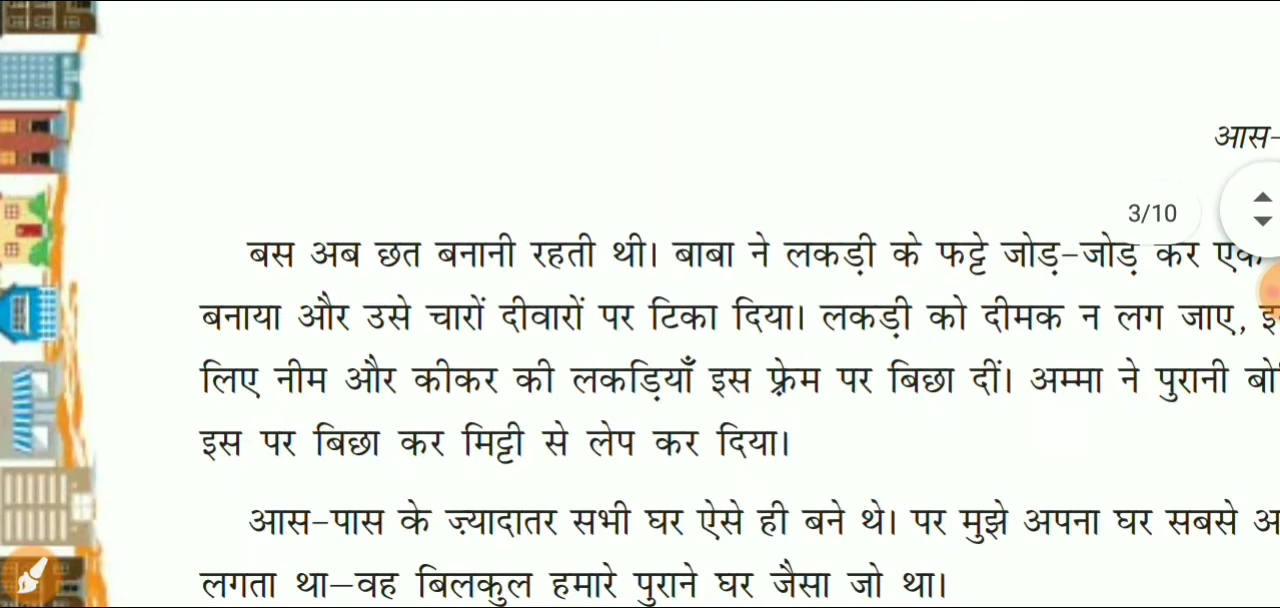 आस-
3/10
बस अब छत बनानी रहती थी। बाबा ने लकड़ी के फट्टे जोड़-जोड़ कर
बनाया और उसे चारों दीवारों पर टिका दिया। लकड़ी को दीमक न लग जाए,
लिए नीम और कीकर की लकड़ियाँ इस फ़्रेम पर बिछा दीं। अम्मा ने पुरानी
इस पर बिछा कर मिट्टी से लेप कर दिया।
आस-पास के ज़्यादातर सभी घर ऐसे ही बने थे। पर मुझे अपना घर सबसे
लगता था—वह बिलकुल हमारे पुराने घर जैसा जो था।